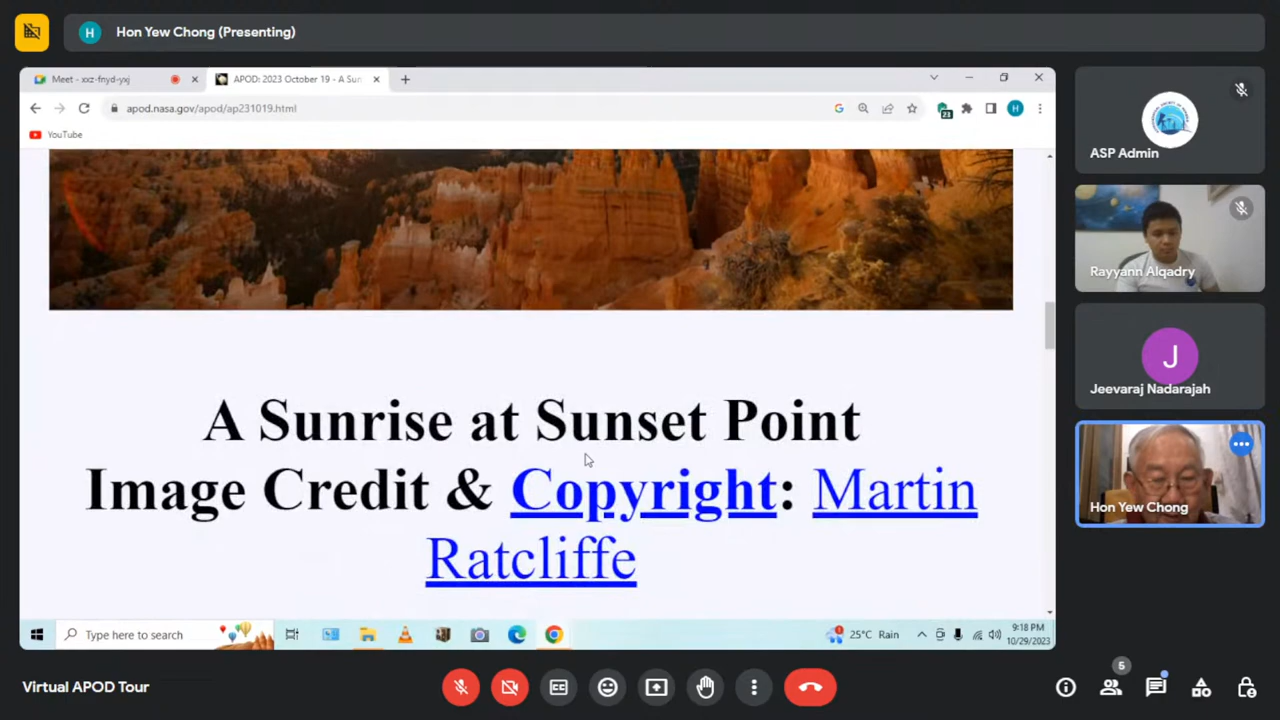 H Hon Yew Chong (Presenting)
Meet - xxz-fnyd-yxj
APOD: 2023 October 19 - A Sun
apod.nasa.gov/apod/ap231019.html
G
23
H
YouTube
A Sunrise at Sunset Point
Image Credit & Copyright: Martin
Ratcliffe
Type here to search
25°C Rain
9:18 PM
10/29/2023
ASP Admin
Rayyann Alqadry
J
Jeevaraj Nadarajah
Hon Yew Chong
Virtual APOD Tour
5